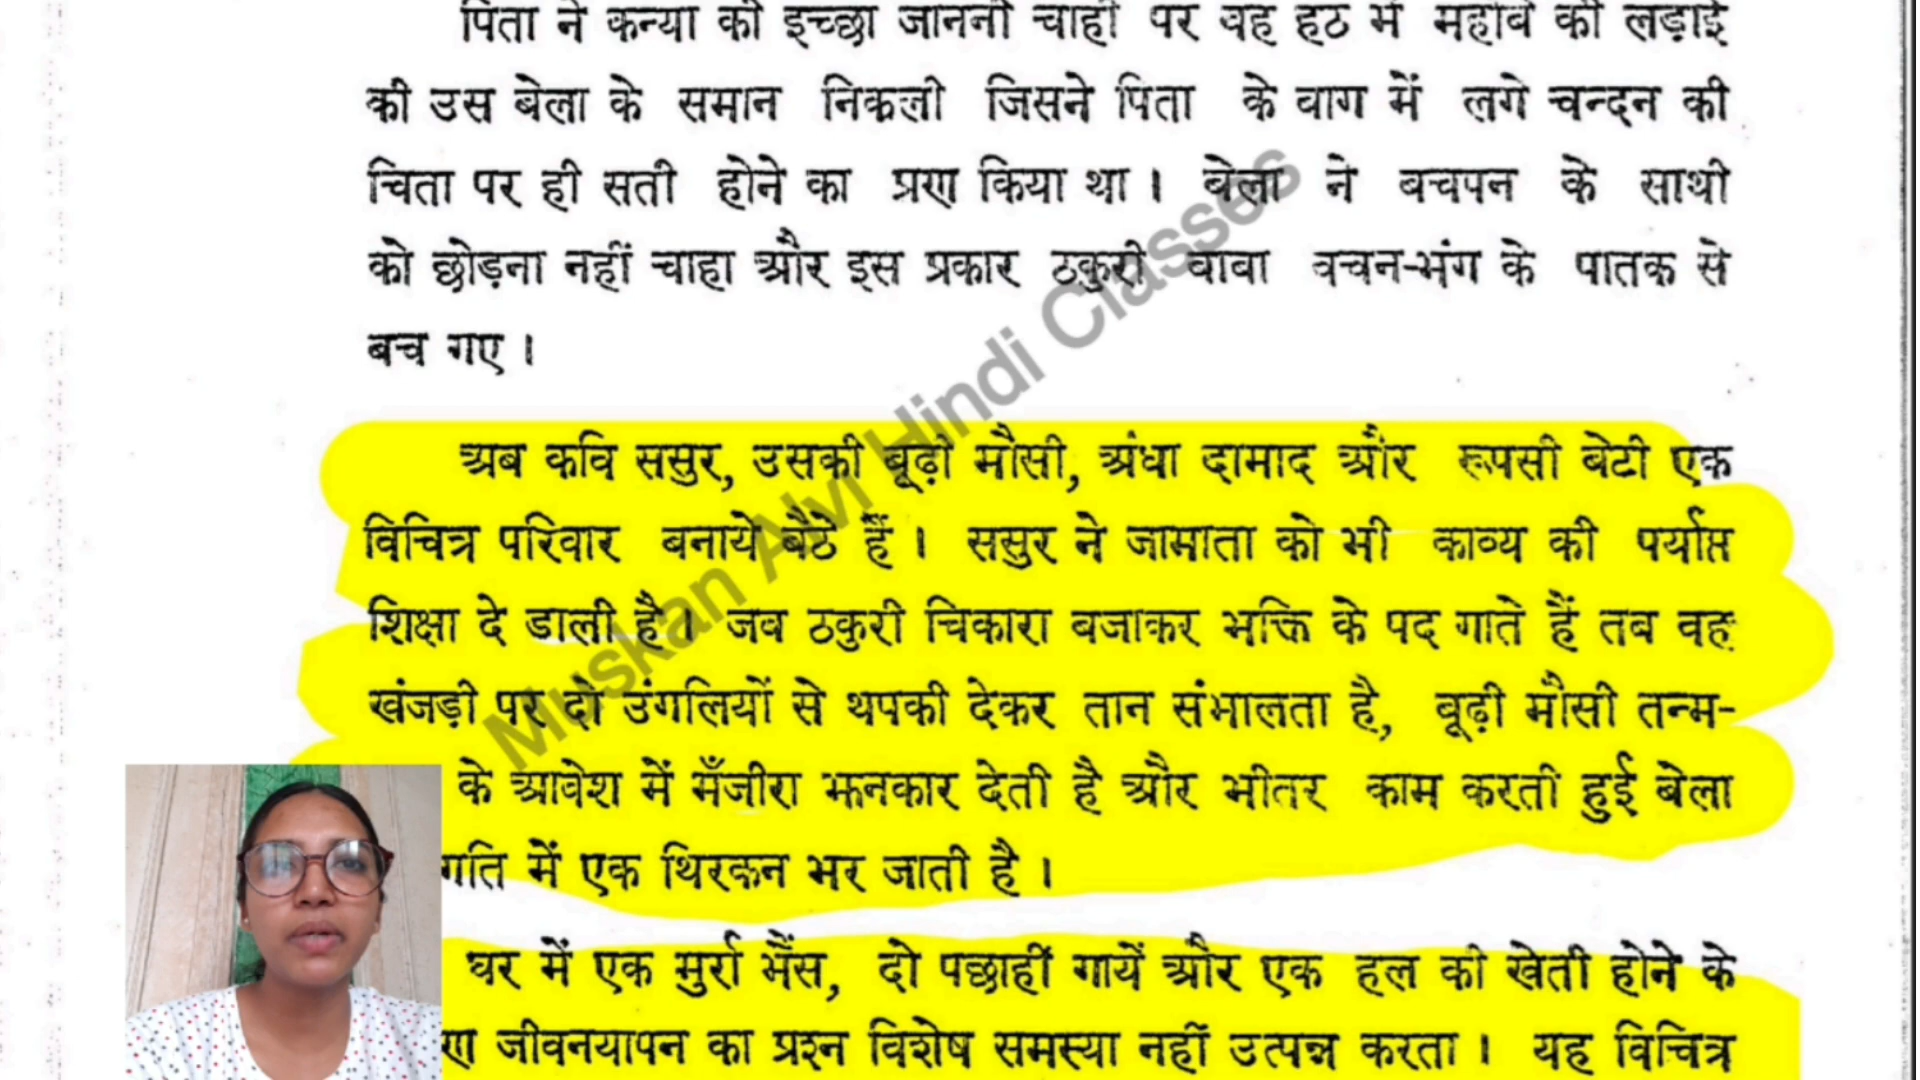 पिता ने कन्या की इच्छा जाननी चाही पर वह हठ में महोबे की लड़ाई
की उस बेला के समान निकली जिसने पिता के बाग में लगे चन्दन की
चिता पर ही सती होने का प्रण किया था । बेला ने बचपन के साथी
को छोड़ना नहीं चाहा और इस प्रकार ठकुरी बाबा वचन-भंग के पातक से
बच गए ।
अब कवि ससुर, उसकी बूढ़ी मौसी, अंधा दामाद और रूपसी बेटी एक
विचित्र परिवार बनाये बैठे हैं । ससुर ने जामाता को भी काव्य की पर्याप्त
शिक्षा दे डाली है जब ठकुरी चिकारा बजाकर भक्ति के पद गाते हैं तब वह
खंजड़ी पर दो उंगलियों से थपकी देकर तान संभालता है, बूढ़ी मौसी तन्म-
के आवेश में मँजीरा झनकार देती है और भीतर काम करती हुई बेला
गति में एक थिरकन भर जाती है ।
घर में एक मुर्रा भैंस, दो पछाहीं गायें और एक हल की खेती होने के
ण जीवनयापन का प्रश्न विशेष समस्या नहीं उत्पन्न करता । यह विचित्र
Muskan Alvi Hindi Classes